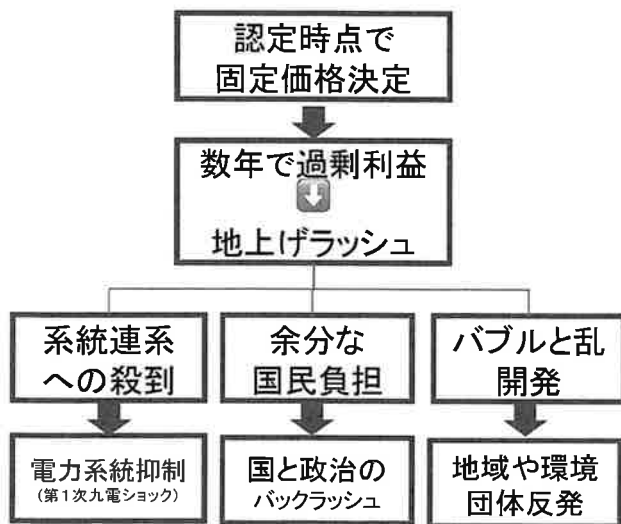 認定時点で
固定価格決定
数年で過剰利益
地上げラッシュ
系統連系
への殺到
余分な
国民負担
バブルと乱
開発
電力系統抑制
(第1次九電ショック)
国と政治の
バックラッシュ
地域や環境
団体反発